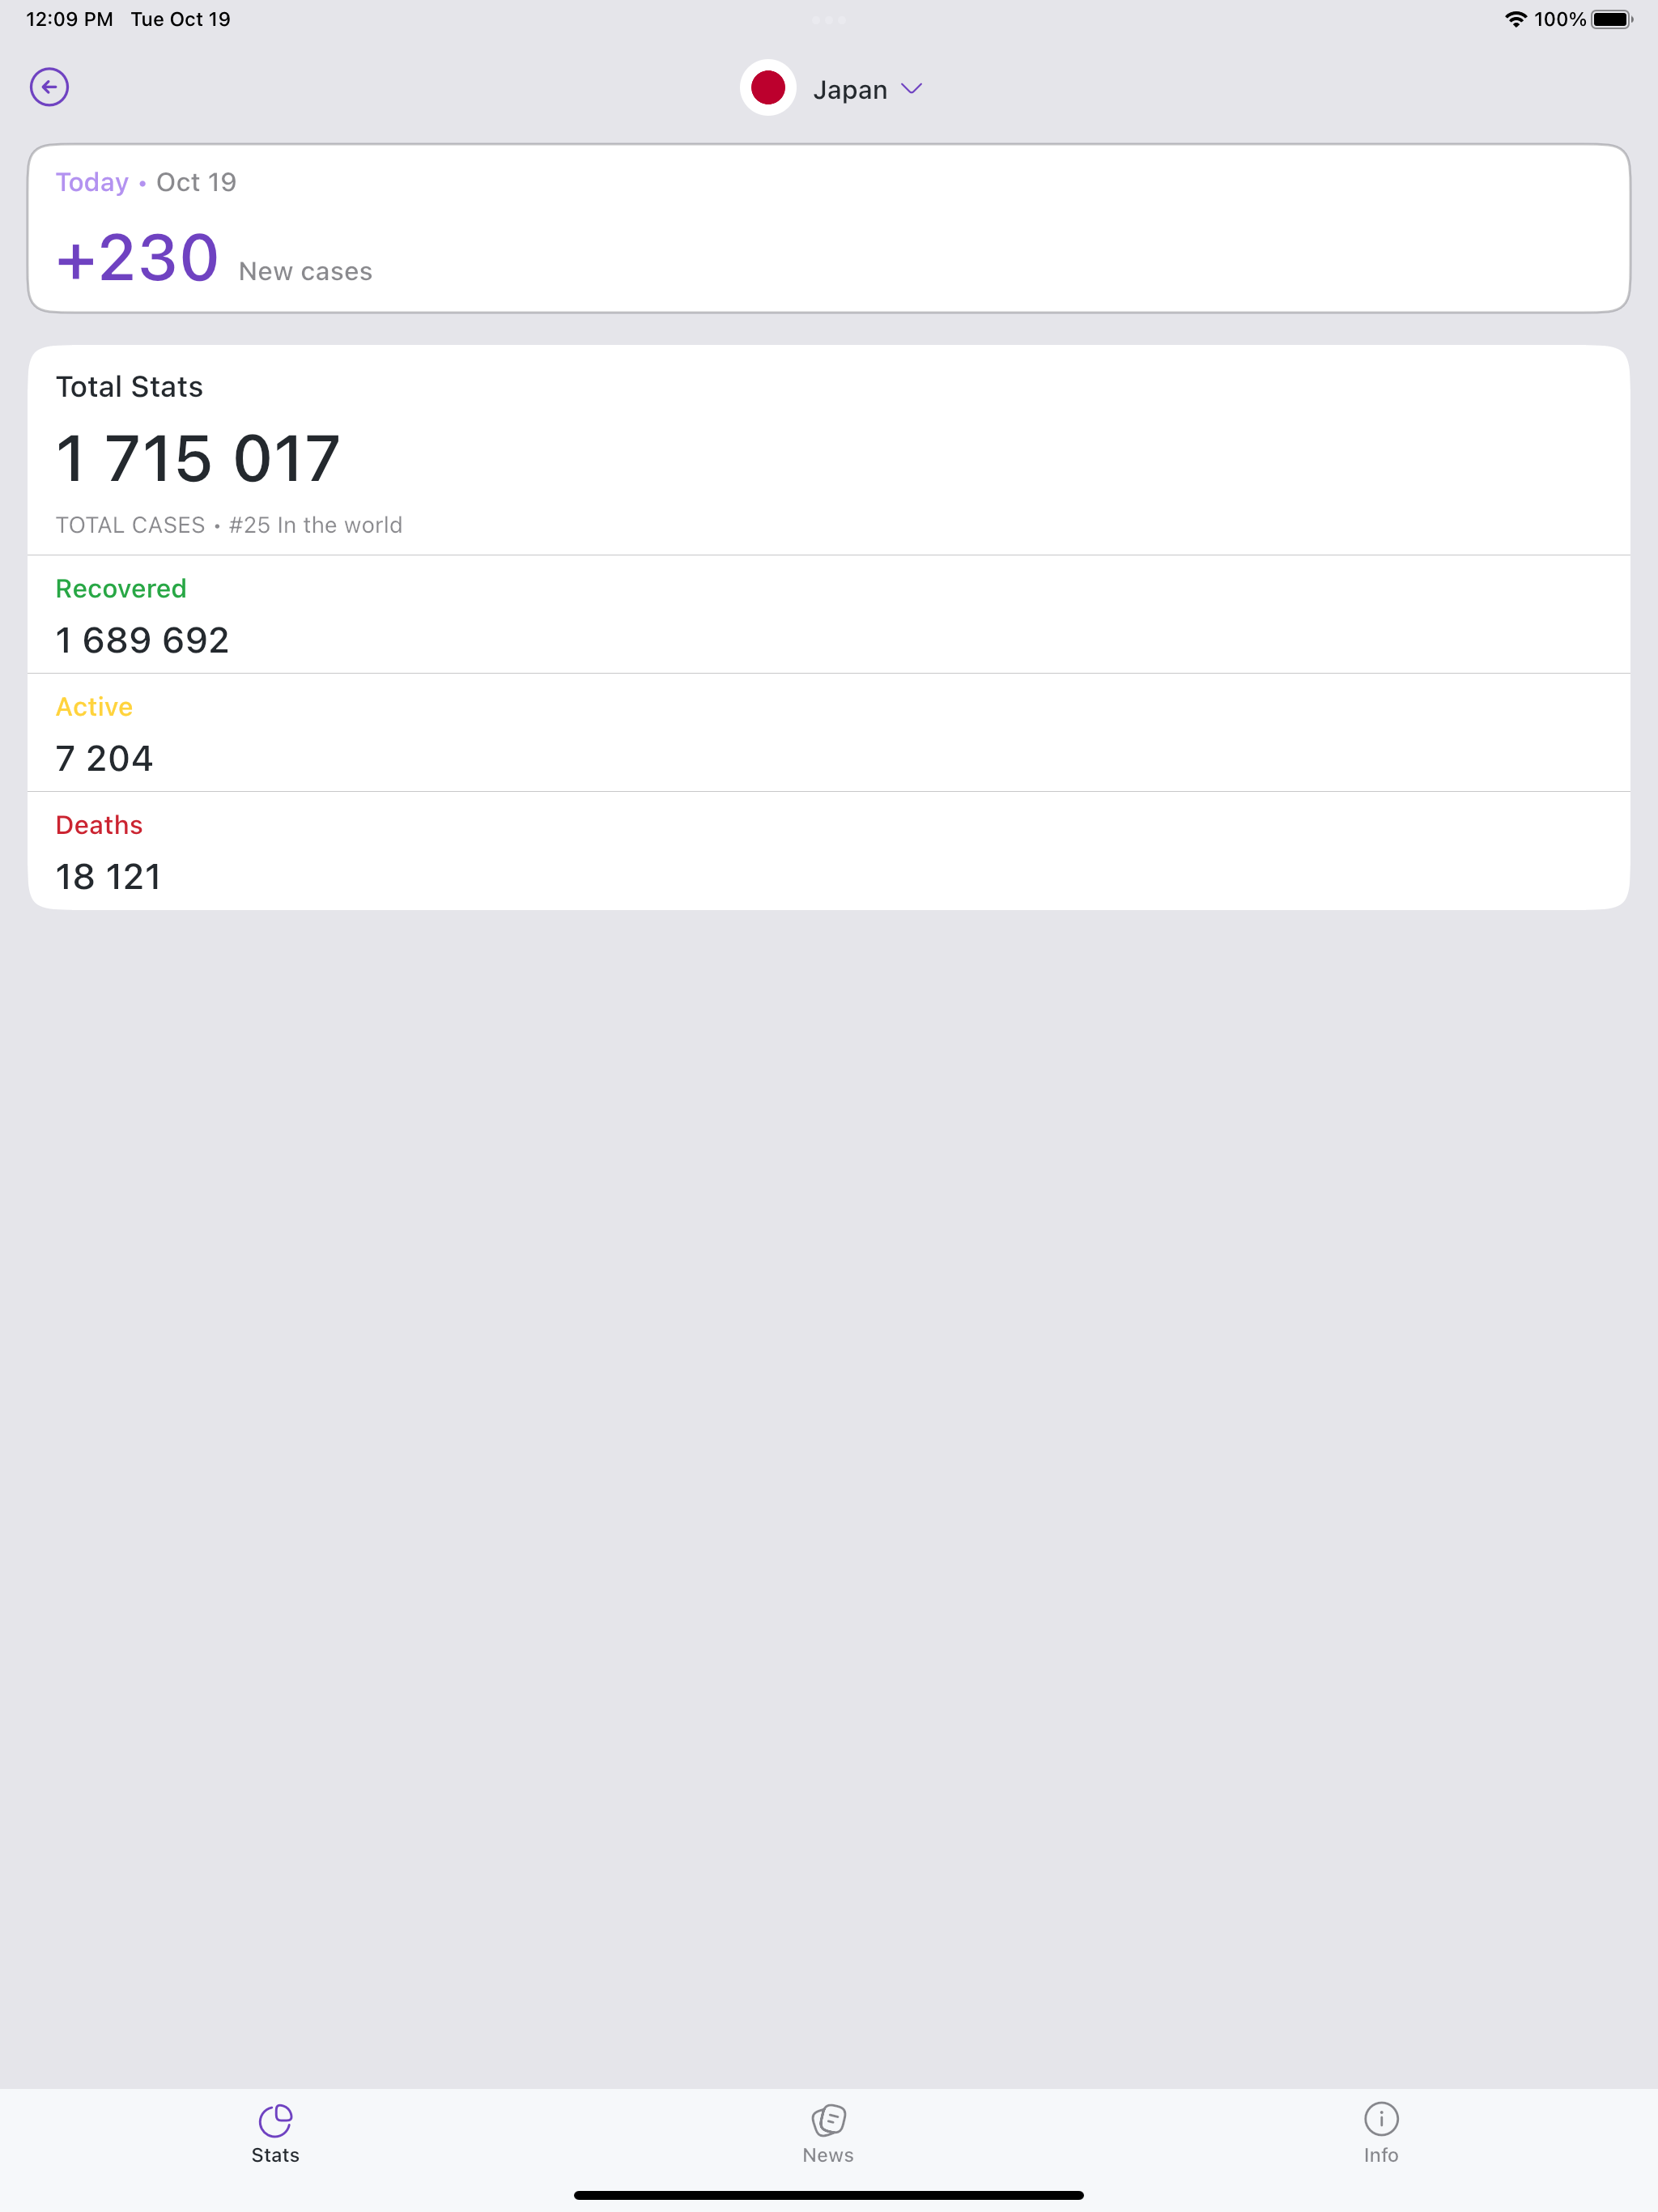 12:09 PM Tue Oct 19 100%
Japan
Today • Oct 19
+230 New cases
Total Stats
1 715 017
TOTAL CASES • #25 In the world
Recovered
1 689 692
Active
7 204
Deaths
18 121
Stats News Info